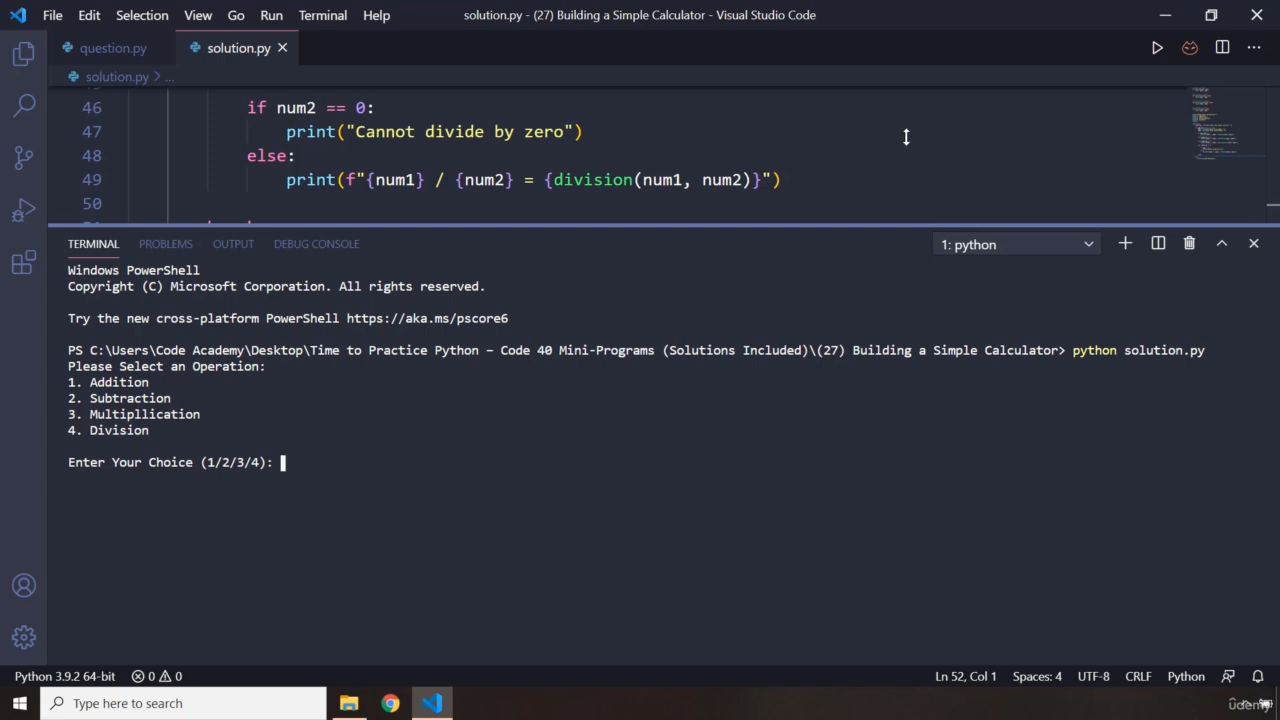 File Edit Selection View Go Run Terminal Help solution.py - (27) Building a Simple Calculator - Visual Studio Code
question.py solution.py
solution.py > ...
46 if num2 == 0:
47 print("Cannot divide by zero")
48 else:
49 print(f"{num1} / {num2} = {division(num1, num2)}")
50
TERMINAL PROBLEMS OUTPUT DEBUG CONSOLE 1: python
Windows PowerShell
Copyright (C) Microsoft Corporation. All rights reserved.
Try the new cross-platform PowerShell https://aka.ms/pscore6
PS C:\Users\Code Academy\Desktop\Time to Practice Python – Code 40 Mini-Programs (Solutions Included)\(27) Building a Simple Calculator> python solution.py
Please Select an Operation:
1. Addition
2. Subtraction
3. Multipllication
4. Division
Enter Your Choice (1/2/3/4):
Python 3.9.2 64-bit 0 0 Ln 52, Col 1 Spaces: 4 UTF-8 CRLF Python
Type here to search
udemy